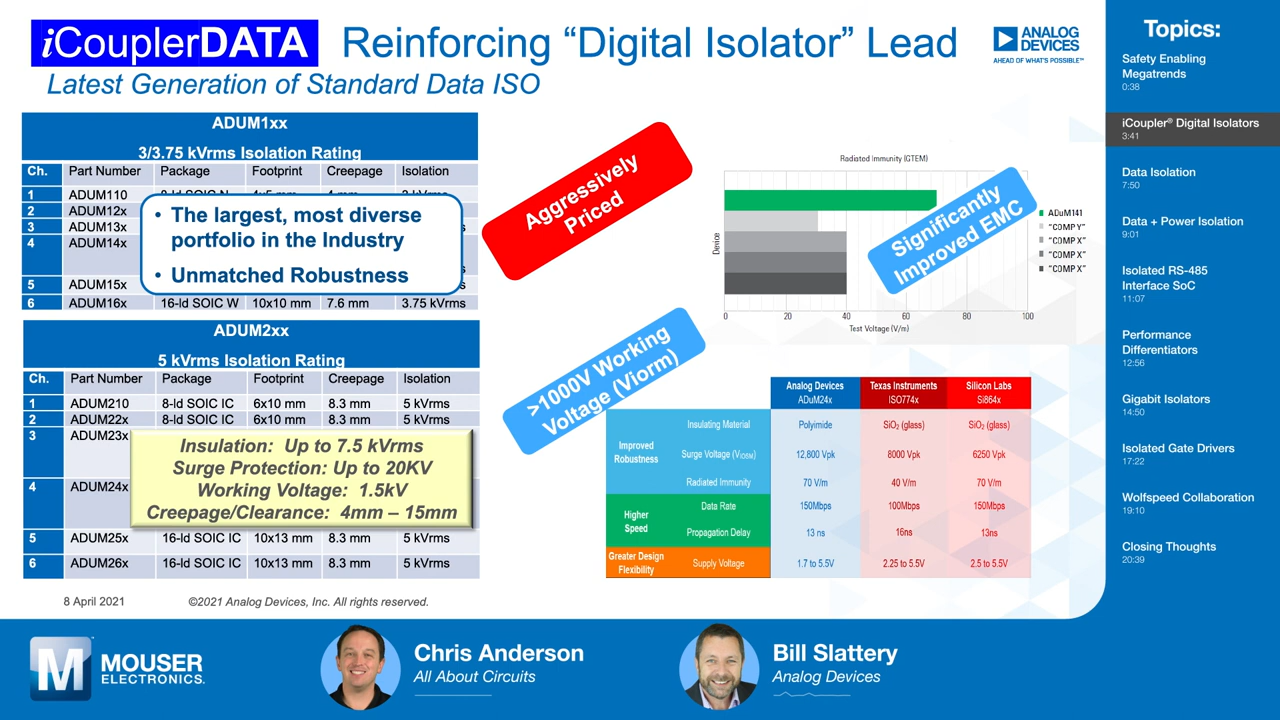 iCouplerDATA Reinforcing “Digital Isolator” Lead
Latest Generation of Standard Data ISO
ANALOG
DEVICES
AHEAD OF WHAT'S POSSIBLE™
ADUM1xx
3/3.75 kVrms Isolation Rating
Ch. Part Number Package Footprint Creepage Isolation
1 ADUM110
2 ADUM12x
3 ADUM13x
4 ADUM14x
5 ADUM15x
6 ADUM16x 16-ld SOIC W 10x10 mm 7.6 mm 3.75 kVrms
• The largest, most diverse
portfolio in the Industry
• Unmatched Robustness
ADUM2xx
5 kVrms Isolation Rating
Ch. Part Number Package Footprint Creepage Isolation
1 ADUM210 8-ld SOIC IC 6x10 mm 8.3 mm 5 kVrms
2 ADUM22x 8-ld SOIC IC 6x10 mm 8.3 mm 5 kVrms
3 ADUM23x
4 ADUM24x
5 ADUM25x 16-ld SOIC IC 10x13 mm 8.3 mm 5 kVrms
6 ADUM26x 16-ld SOIC IC 10x13 mm 8.3 mm 5 kVrms
Insulation: Up to 7.5 kVrms
Surge Protection: Up to 20KV
Working Voltage: 1.5kV
Creepage/Clearance: 4mm – 15mm
Aggressively
Priced
Radiated Immunity (GTEM)
Device
0 20 40 60 80 100
Test Voltage (V/m)
ADuM141
"COMP Y"
"COMP X"
"COMP X"
"COMP X"
Significantly
Improved EMC
>1000V Working
Voltage (Viorm)
Analog Devices Texas Instruments Silicon Labs
ADuM24x ISO774x Si864x
Improved
Robustness
Insulating Material Polyimide SiO2 (glass) SiO2 (glass)
Surge Voltage (VIOSM) 12,800 Vpk 8000 Vpk 6250 Vpk
Radiated Immunity 70 V/m 40 V/m 70 V/m
Higher
Speed
Data Rate 150Mbps 100Mbps 150Mbps
Propagation Delay 13 ns 16ns 13ns
Greater Design
Flexibility
Supply Voltage 1.7 to 5.5V 2.25 to 5.5V 2.5 to 5.5V
8 April 2021 ©2021 Analog Devices, Inc. All rights reserved.
Topics:
Safety Enabling
Megatrends
0:38
iCoupler® Digital Isolators
3:41
Data Isolation
7:50
Data + Power Isolation
9:01
Isolated RS-485
Interface SoC
11:07
Performance
Differentiators
12:56
Gigabit Isolators
14:50
Isolated Gate Drivers
17:22
Wolfspeed Collaboration
19:10
Closing Thoughts
20:39
M
MOUSER
ELECTRONICS.
Chris Anderson
All About Circuits
Bill Slattery
Analog Devices